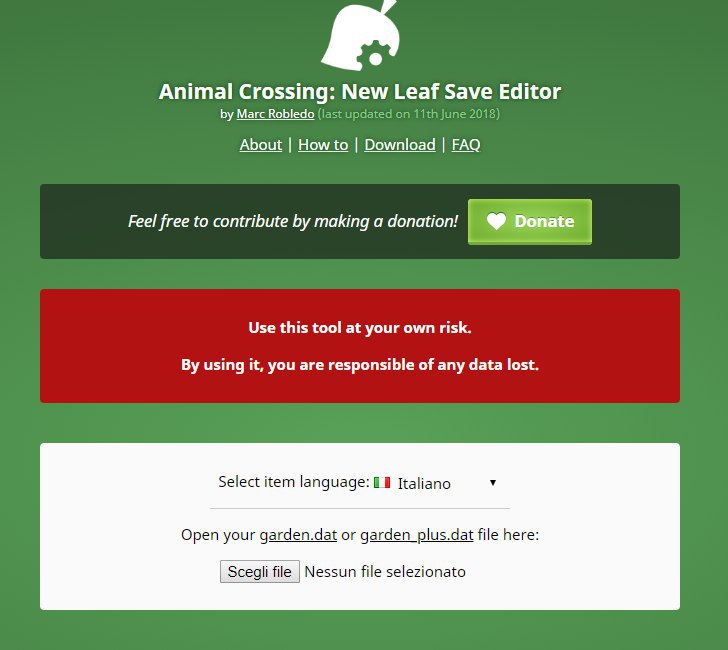 Animal Crossing: New Leaf Save Editor
by Marc Robledo (last updated on 11th June 2018)
About | How to | Download | FAQ
Feel free to contribute by making a donation! Donate
Use this tool at your own risk.
By using it, you are responsible of any data lost.
Select item language: Italiano
Open your garden.dat or garden_plus.dat file here:
Scegli file Nessun file selezionato